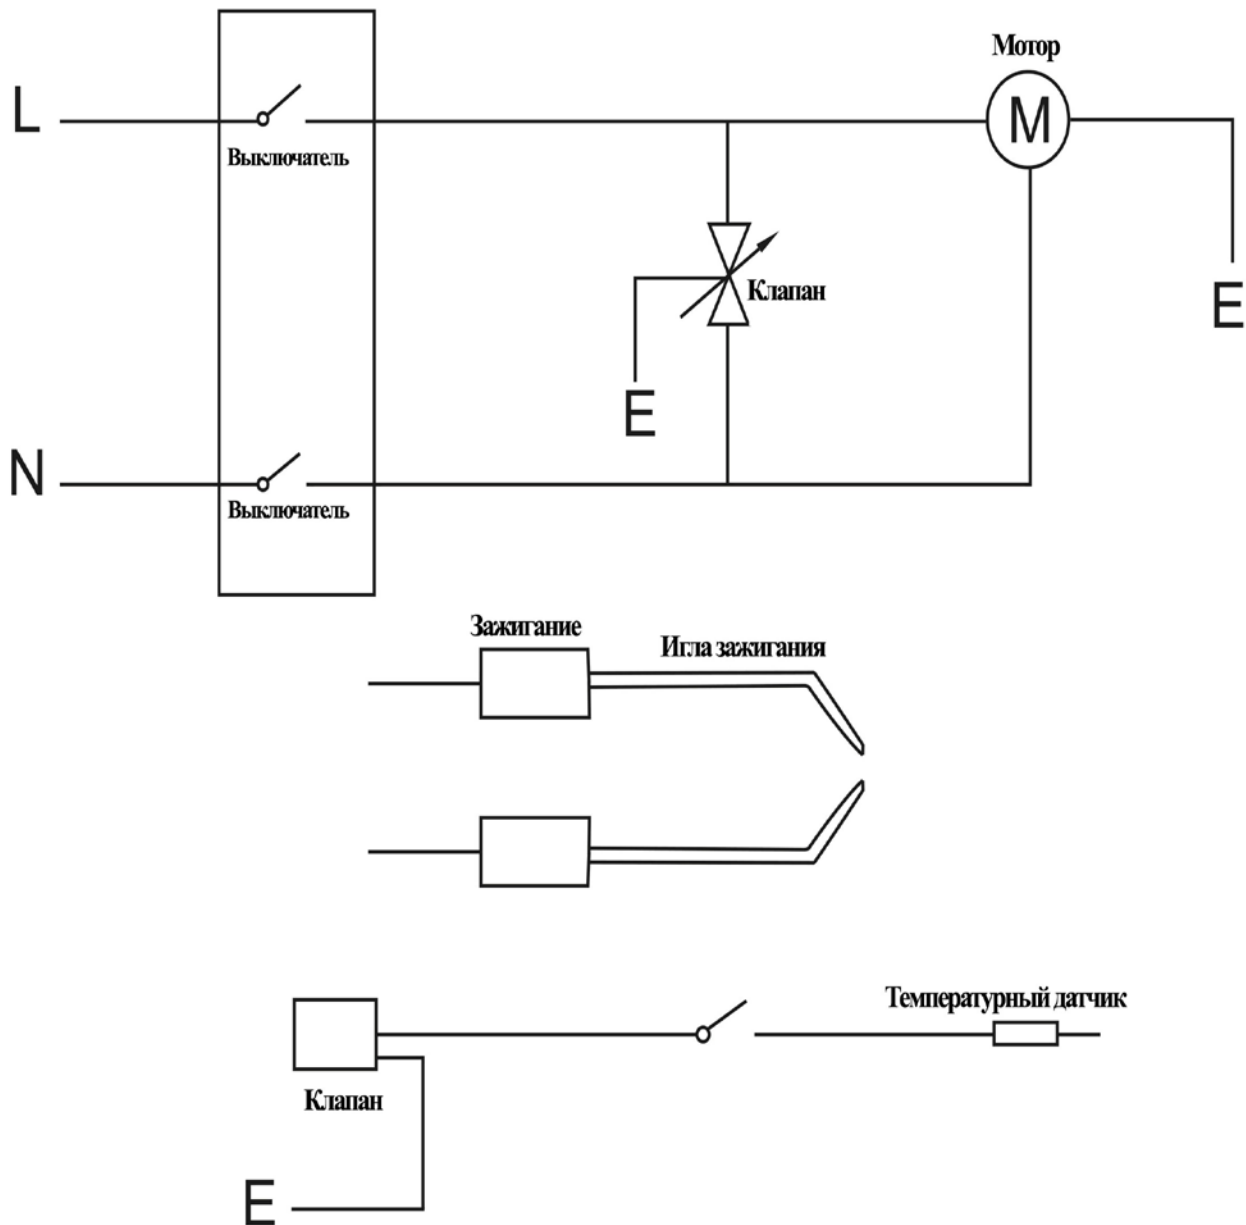 Мотор
L
M
Выключатель
Клапан
E
E
N
Выключатель
Зажигание
Игла зажигания
Температурный датчик
Клапан
E